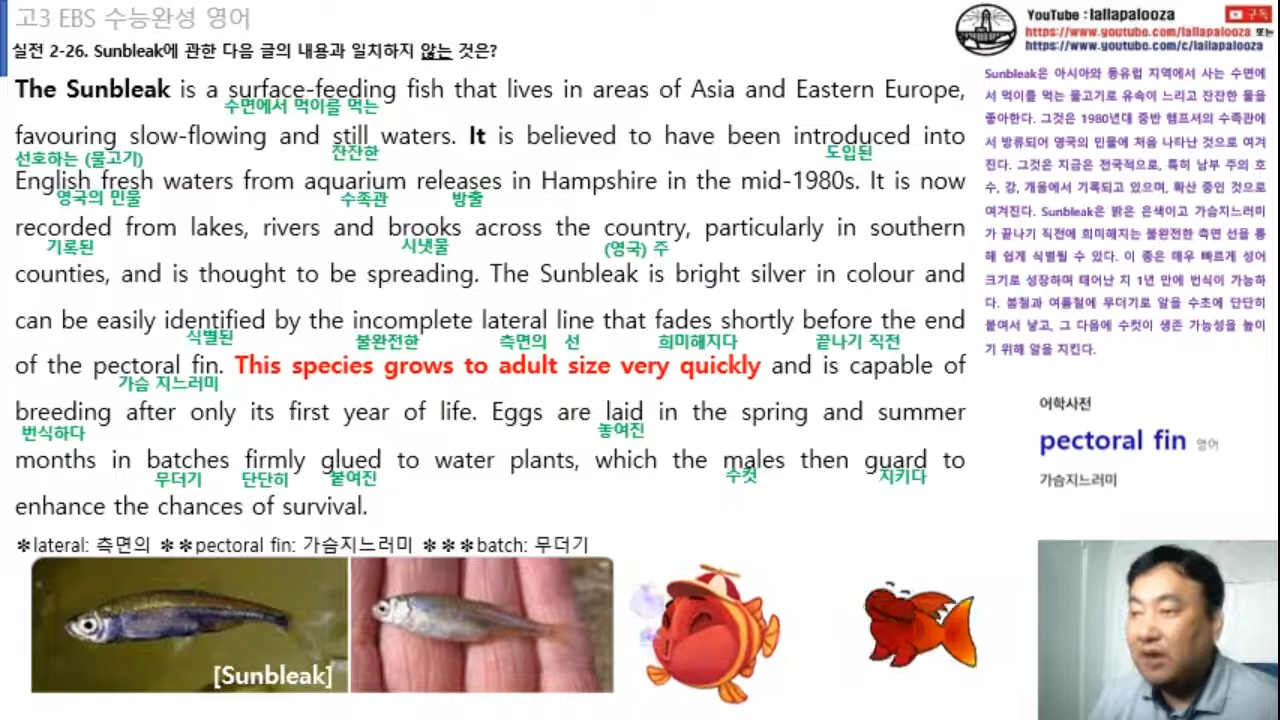 고3 EBS 수능완성 영어
실전 2-26. Sunbleak에 관한 다음 글의 내용과 일치하지 않는 것은?
The Sunbleak is a surface-feeding fish that lives in areas of Asia and Eastern Europe,
수면에서 먹이를 먹는
favouring slow-flowing and still waters. It is believed to have been introduced into
선호하는 (물고기) 잔잔한 도입된
English fresh waters from aquarium releases in Hampshire in the mid-1980s. It is now
영국의 민물 수족관 방출
recorded from lakes, rivers and brooks across the country, particularly in southern
기록된 시냇물 (영국) 주
counties, and is thought to be spreading. The Sunbleak is bright silver in colour and
can be easily identified by the incomplete lateral line that fades shortly before the end
식별된 불완전한 측면의 선 희미해지다 끝나기 직전
of the pectoral fin. This species grows to adult size very quickly and is capable of
가슴 지느러미
breeding after only its first year of life. Eggs are laid in the spring and summer
번식하다 놓여진
months in batches firmly glued to water plants, which the males then guard to
무더기 단단히 붙여진 수컷 지키다
enhance the chances of survival.
✻lateral: 측면의 ✻✻pectoral fin: 가슴지느러미 ✻✻✻batch: 무더기
[Sunbleak]
YouTube : lallapalooza 구독
https://www.youtube.com/lallapalooza 또는
https://www.youtube.com/c/lallapalooza
Sunbleak은 아시아와 동유럽 지역에서 사는 수면에
서 먹이를 먹는 물고기로 유속이 느리고 잔잔한 물을
좋아한다. 그것은 1980년대 중반 햄프셔의 수족관에
서 방류되어 영국의 민물에 처음 나타난 것으로 여겨
진다. 그것은 지금은 전국적으로, 특히 남부 주의 호
수, 강, 개울에서 기록되고 있으며, 확산 중인 것으로
여겨진다. Sunbleak은 밝은 은색이고 가슴지느러미
가 끝나기 직전에 희미해지는 불완전한 측면 선을 통
해 쉽게 식별될 수 있다. 이 종은 매우 빠르게 성어
크기로 성장하며 태어난 지 1년 만에 번식이 가능하
다. 봄철과 여름철에 무더기로 알을 수초에 단단히
붙여서 낳고, 그 다음에 수컷이 생존 가능성을 높이
기 위해 알을 지킨다.
어학사전
pectoral fin 영어
가슴지느러미